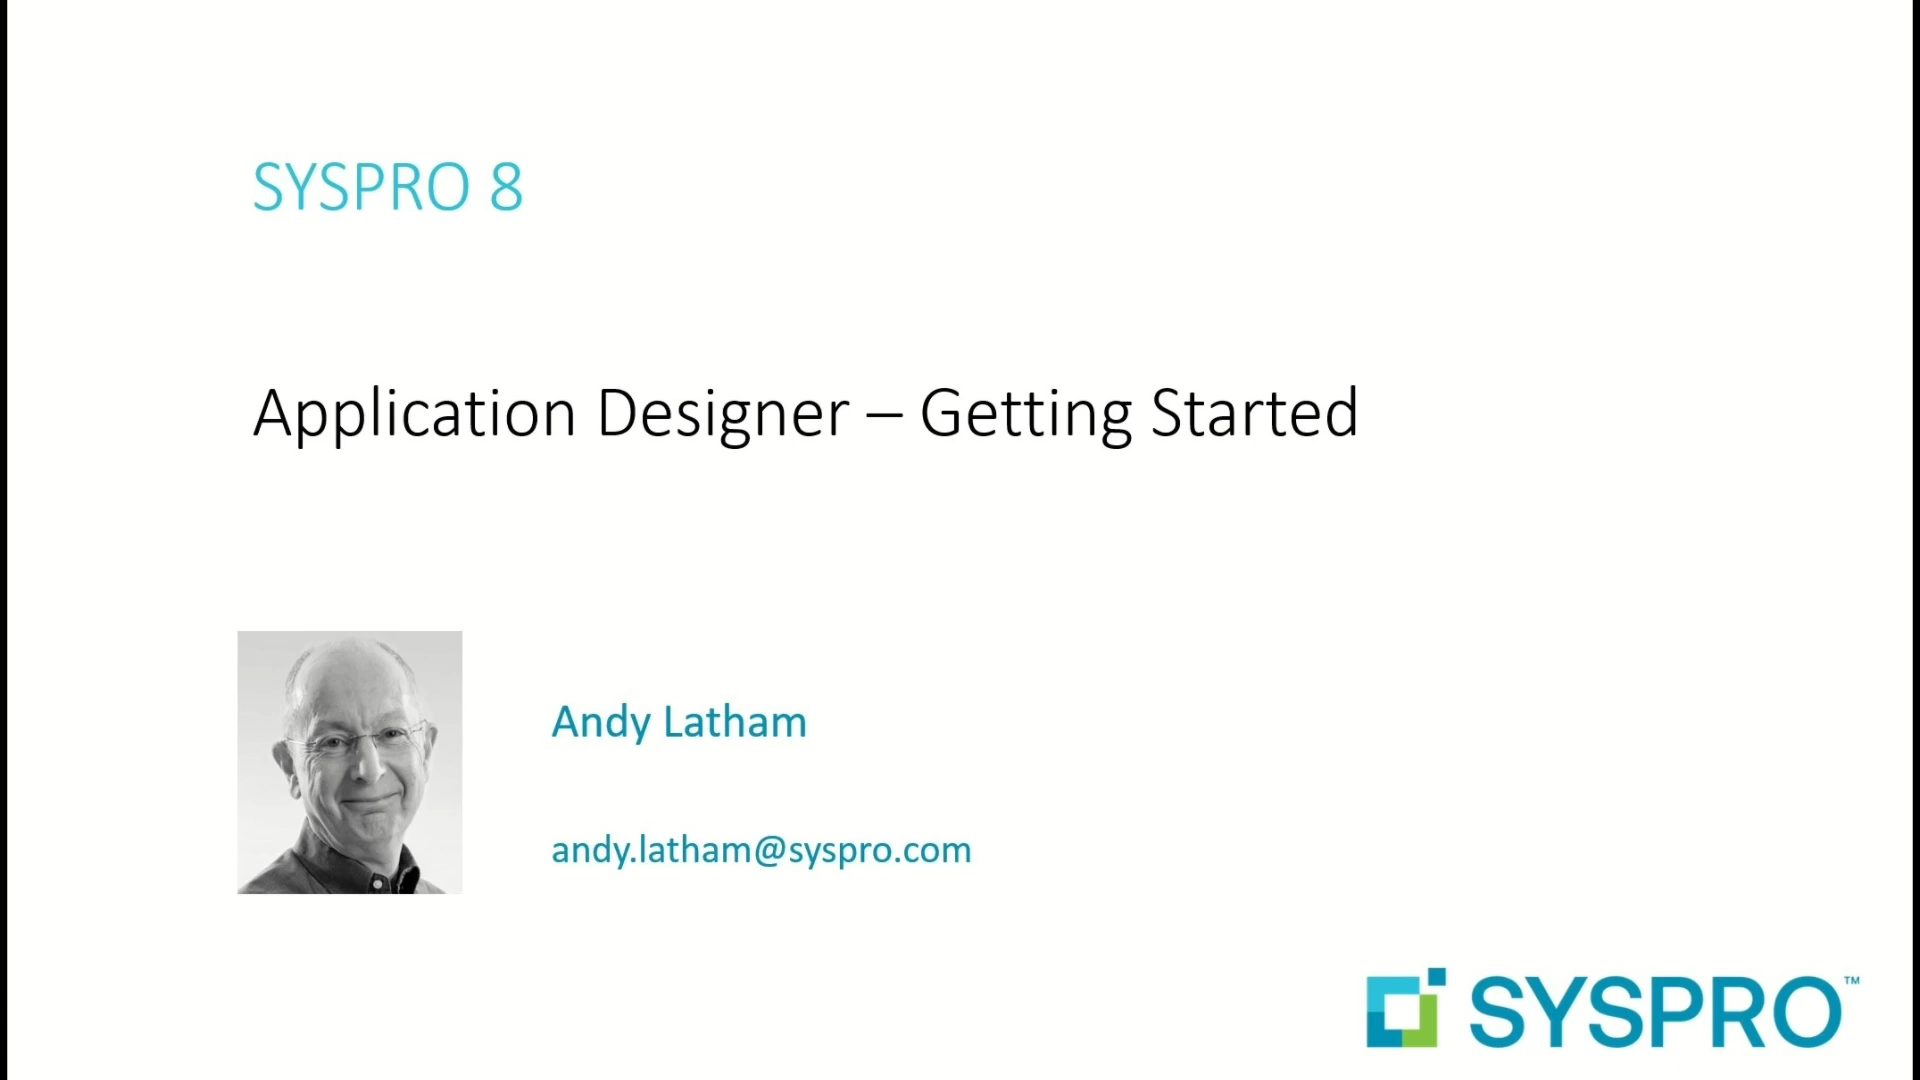 SYSPRO 8
Application Designer – Getting Started
Andy Latham
andy.latham@syspro.com
SYSPRO™